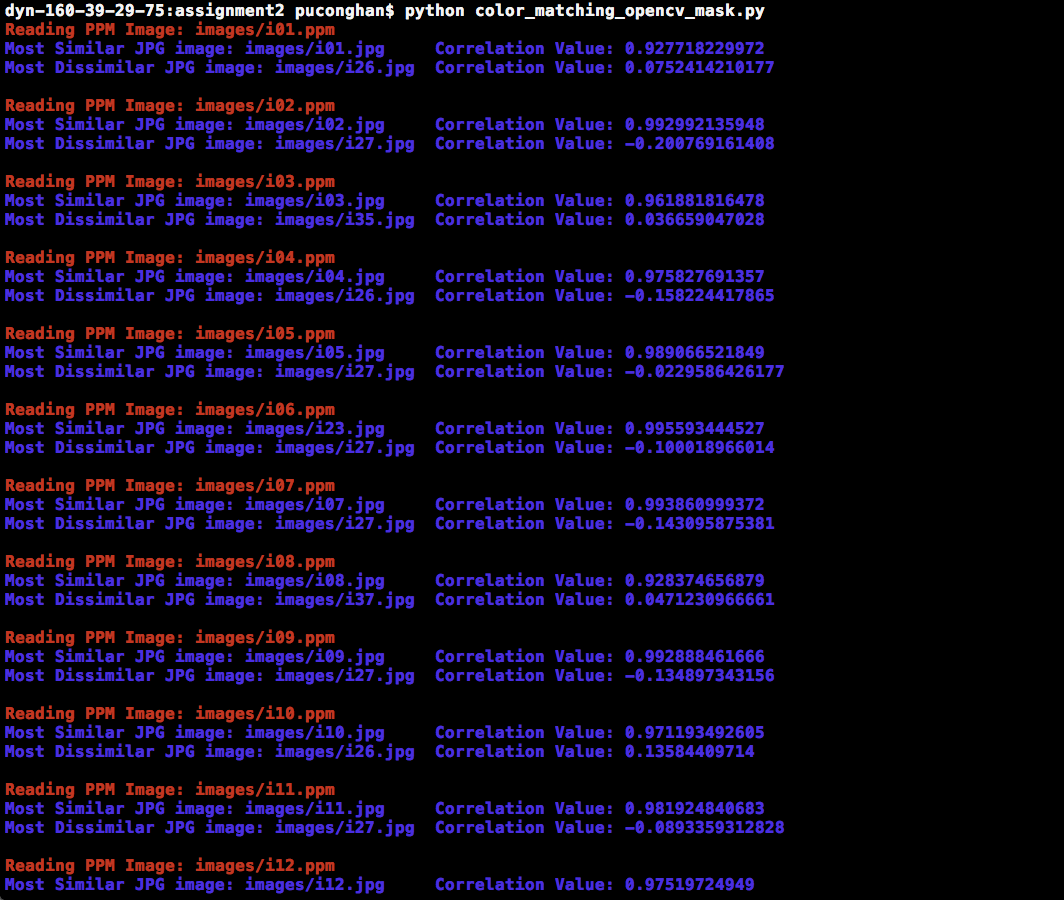 dyn-160-39-29-75:assignment2 puconghan$ python color_matching_opencv_mask.py
Reading PPM Image: images/i01.ppm
Most Similar JPG image: images/i01.jpg Correlation Value: 0.927718229972
Most Dissimilar JPG image: images/i26.jpg Correlation Value: 0.0752414210177
Reading PPM Image: images/i02.ppm
Most Similar JPG image: images/i02.jpg Correlation Value: 0.992992135948
Most Dissimilar JPG image: images/i27.jpg Correlation Value: -0.200769161408
Reading PPM Image: images/i03.ppm
Most Similar JPG image: images/i03.jpg Correlation Value: 0.961881816478
Most Dissimilar JPG image: images/i35.jpg Correlation Value: 0.036659047028
Reading PPM Image: images/i04.ppm
Most Similar JPG image: images/i04.jpg Correlation Value: 0.975827691357
Most Dissimilar JPG image: images/i26.jpg Correlation Value: -0.158224417865
Reading PPM Image: images/i05.ppm
Most Similar JPG image: images/i05.jpg Correlation Value: 0.989066521849
Most Dissimilar JPG image: images/i27.jpg Correlation Value: -0.0229586426177
Reading PPM Image: images/i06.ppm
Most Similar JPG image: images/i23.jpg Correlation Value: 0.995593444527
Most Dissimilar JPG image: images/i27.jpg Correlation Value: -0.100018966014
Reading PPM Image: images/i07.ppm
Most Similar JPG image: images/i07.jpg Correlation Value: 0.993860999372
Most Dissimilar JPG image: images/i27.jpg Correlation Value: -0.143095875381
Reading PPM Image: images/i08.ppm
Most Similar JPG image: images/i08.jpg Correlation Value: 0.928374656879
Most Dissimilar JPG image: images/i37.jpg Correlation Value: 0.0471230966661
Reading PPM Image: images/i09.ppm
Most Similar JPG image: images/i09.jpg Correlation Value: 0.992888461666
Most Dissimilar JPG image: images/i27.jpg Correlation Value: -0.134897343156
Reading PPM Image: images/i10.ppm
Most Similar JPG image: images/i10.jpg Correlation Value: 0.971193492605
Most Dissimilar JPG image: images/i26.jpg Correlation Value: 0.13584409714
Reading PPM Image: images/i11.ppm
Most Similar JPG image: images/i11.jpg Correlation Value: 0.981924840683
Most Dissimilar JPG image: images/i27.jpg Correlation Value: -0.0893359312828
Reading PPM Image: images/i12.ppm
Most Similar JPG image: images/i12.jpg Correlation Value: 0.97519724949